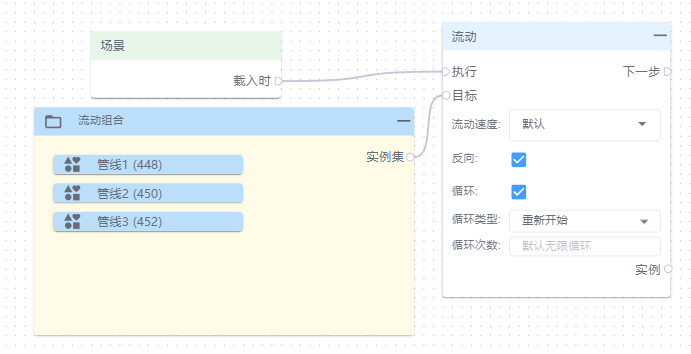 场景
载入时
流动组合
实例集
管线1 (448)
管线2 (450)
管线3 (452)
流动
执行
下一步
目标
流动速度:
默认
反向:
循环:
循环类型:
重新开始
循环次数:
默认无限循环
实例